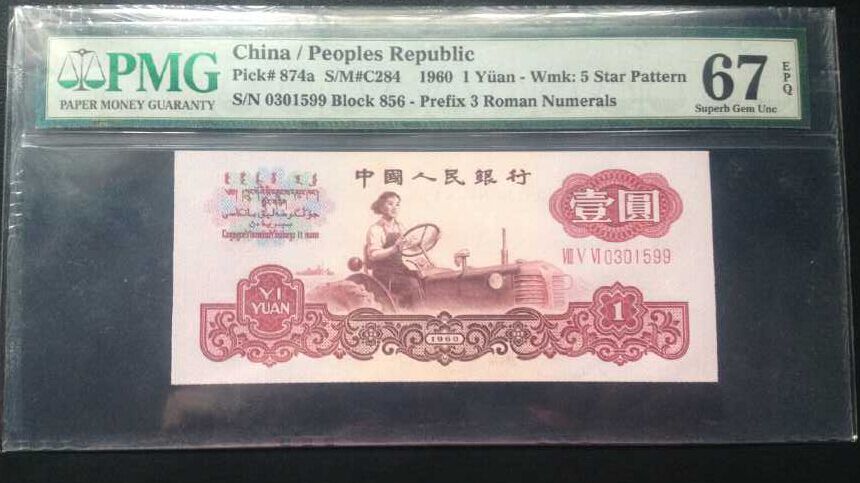 PMG
PAPER MONEY GUARANTY
China / Peoples Republic
Pick# 874a S/M#C284 1960 1 Yüan - Wmk: 5 Star Pattern
S/N 0301599 Block 856 - Prefix 3 Roman Numerals
67
EPQ
Superb Gem Unc
中國人民銀行
壹圓
VIII V VI 0301599
YI
YUAN
1960
1